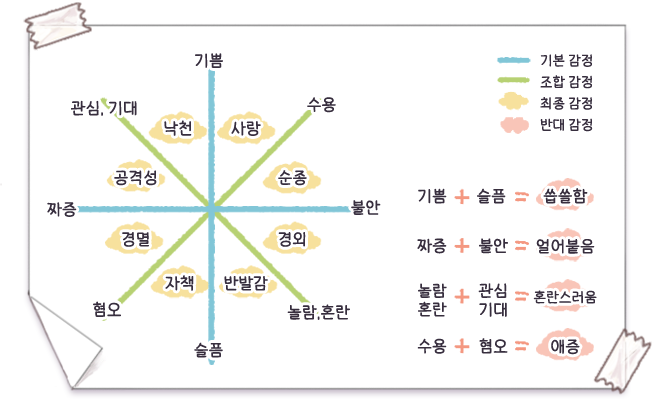 기쁨
관심, 기대
수용
낙천
사랑
공격성
순종
짜증
불안
경멸
경외
자책
반발감
혐오
놀람,혼란
슬픔
기본 감정
조합 감정
최종 감정
반대 감정
기쁨 + 슬픔 = 씁쓸함
짜증 + 불안 = 얼어붙음
놀람 혼란 + 관심 기대 = 혼란스러움
수용 + 혐오 = 애증